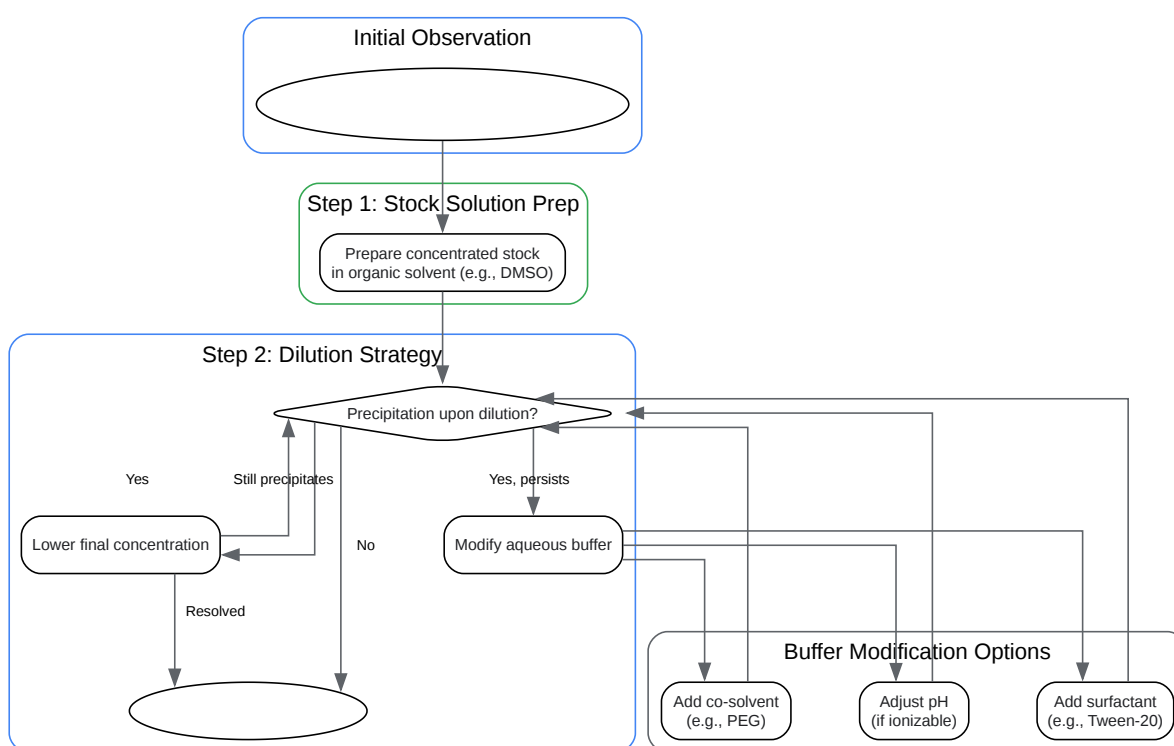 Initial Observation
Step 1: Stock Solution Prep
Prepare concentrated stock
in organic solvent (e.g., DMSO)
Step 2: Dilution Strategy
Precipitation upon dilution?
Yes
Still precipitates
Yes, persists
Lower final concentration
No
Modify aqueous buffer
Resolved
Buffer Modification Options
Add co-solvent
(e.g., PEG)
Adjust pH
(if ionizable)
Add surfactant
(e.g., Tween-20)